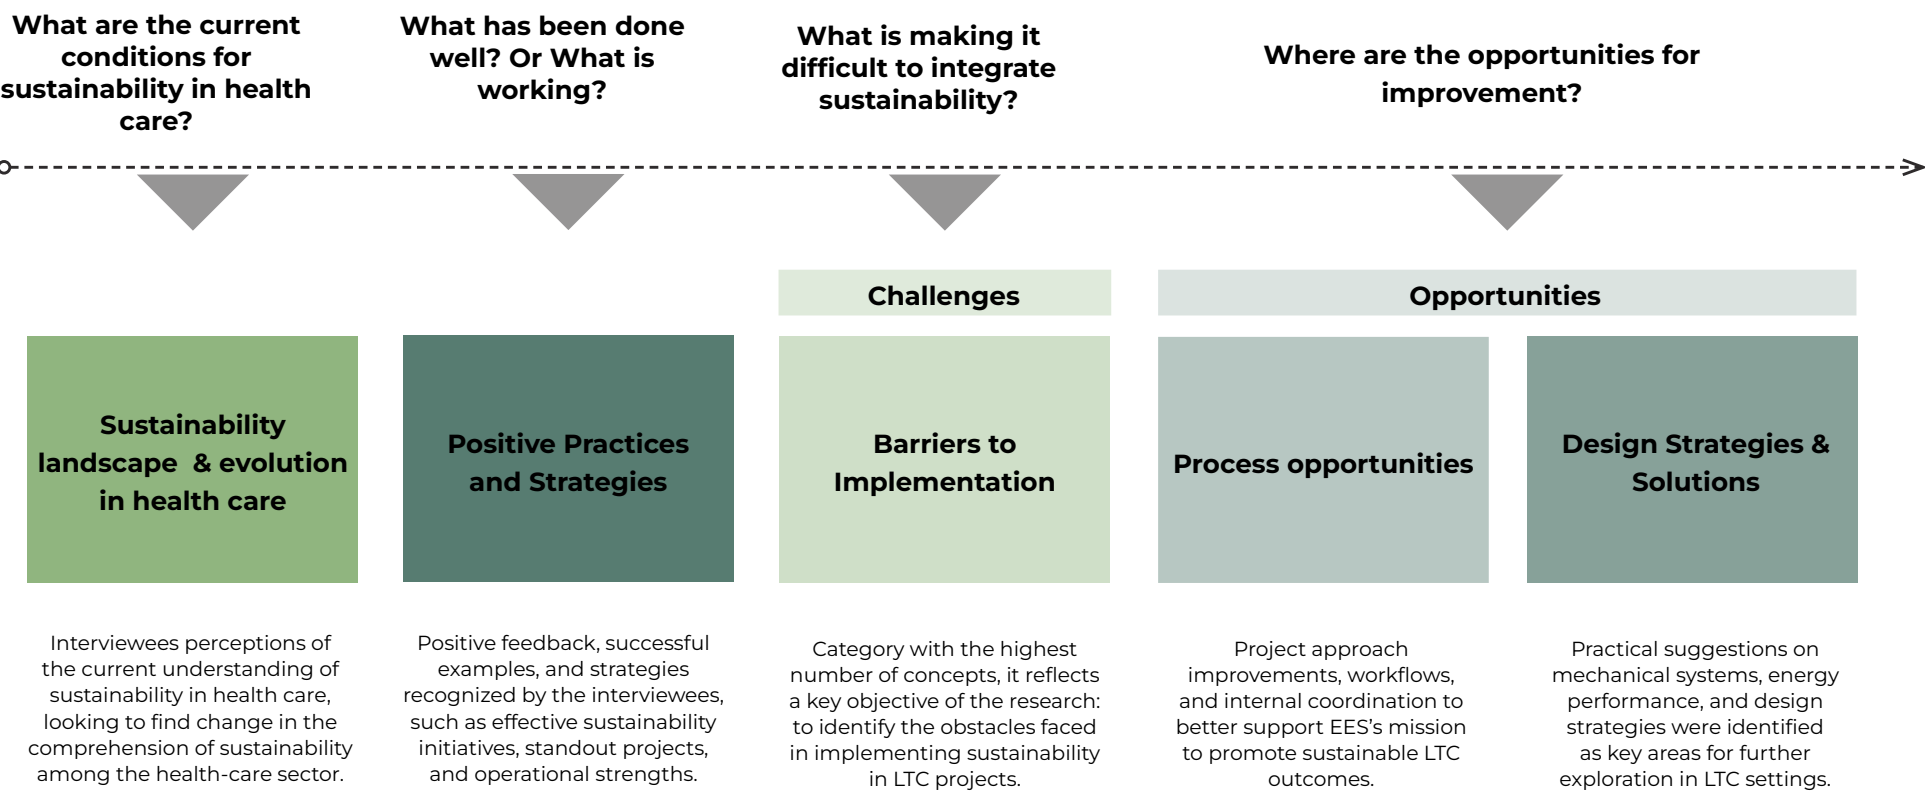 What are the current
conditions for
sustainability in health
care?
What has been done
well? Or What is
working?
What is making it
difficult to integrate
sustainability?
Where are the opportunities for
improvement?
Challenges
Opportunities
Sustainability
landscape & evolution
in health care
Positive Practices
and Strategies
Barriers to
Implementation
Process opportunities
Design Strategies &
Solutions
Interviewees perceptions of
the current understanding of
sustainability in health care,
looking to find change in the
comprehension of sustainability
among the health-care sector.
Positive feedback, successful
examples, and strategies
recognized by the interviewees,
such as effective sustainability
initiatives, standout projects,
and operational strengths.
Category with the highest
number of concepts, it reflects
a key objective of the research:
to identify the obstacles faced
in implementing sustainability
in LTC projects.
Project approach
improvements, workflows,
and internal coordination to
better support EES's mission
to promote sustainable LTC
outcomes.
Practical suggestions on
mechanical systems, energy
performance, and design
strategies were identified
as key areas for further
exploration in LTC settings.